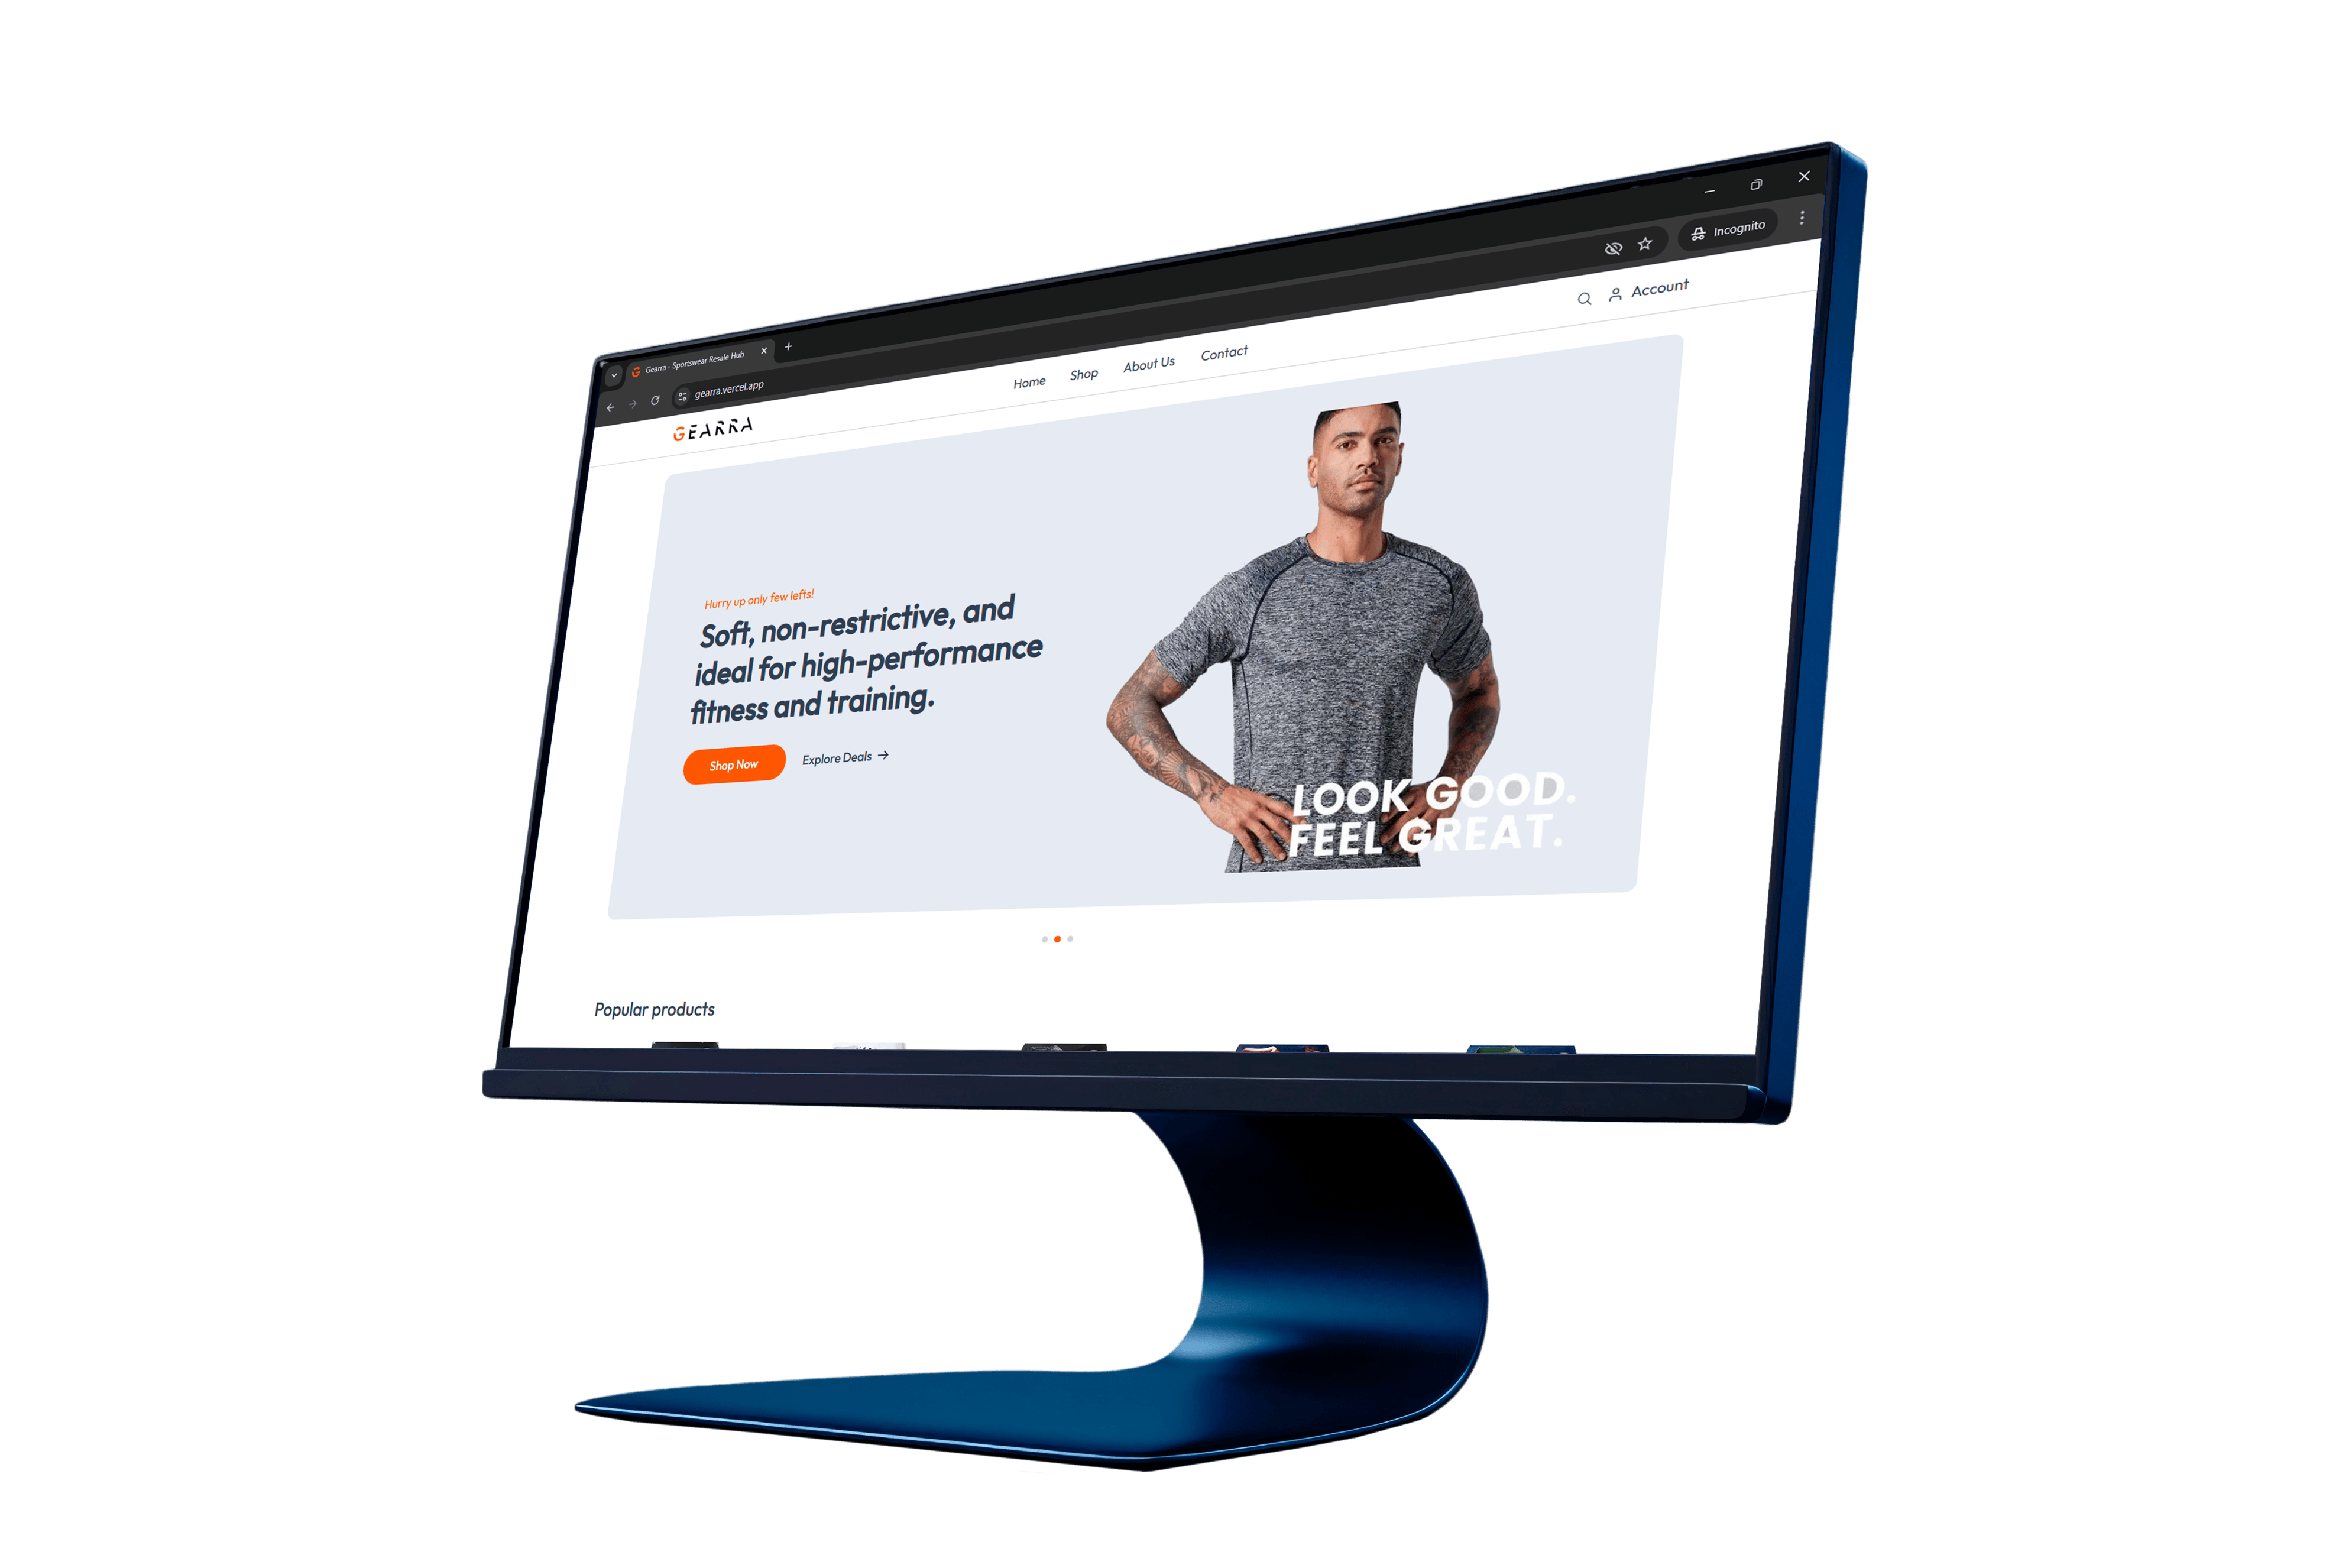 Gearra - Sportswear Resale Hub
gearra.vercel.app
Incognito
GEARRA
Home
Shop
About Us
Contact
Account
Hurry up only few lefts!
Soft, non-restrictive, and
ideal for high-performance
fitness and training.
Shop Now
Explore Deals →
LOOK GOOD.
FEEL GREAT.
Popular products